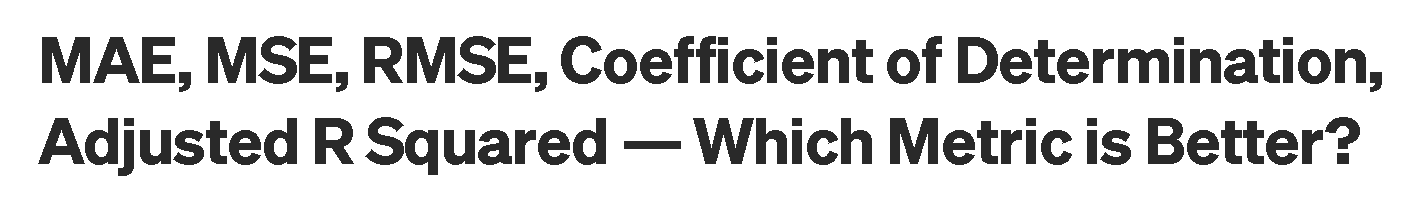 MAE, MSE, RMSE, Coefficient of Determination,
Adjusted R Squared — Which Metric is Better?